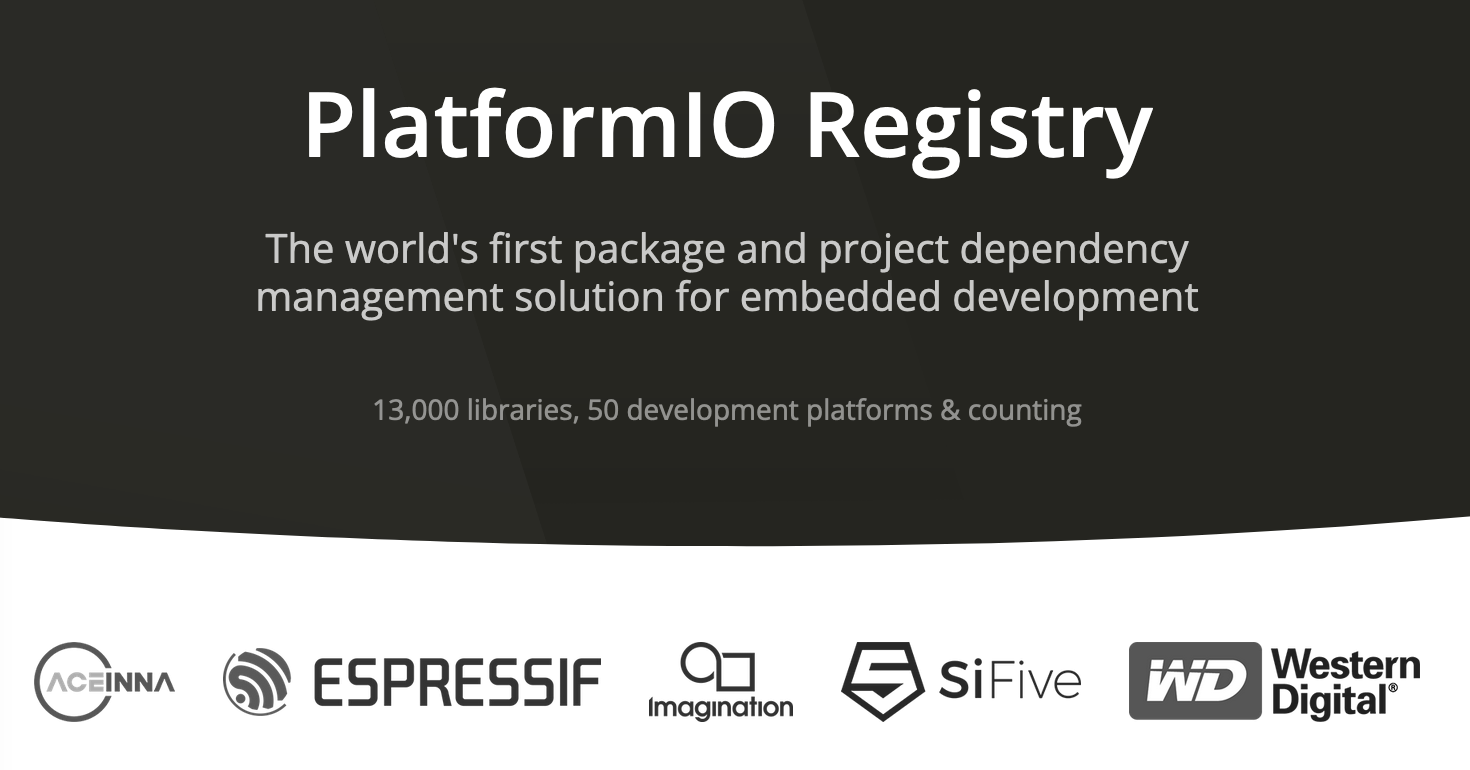 PlatformIO Registry
The world's first package and project dependency
management solution for embedded development
13,000 libraries, 50 development platforms & counting
ACEINNA
ESPRESSIF
Imagination
SiFive
WD
Western
Digital®